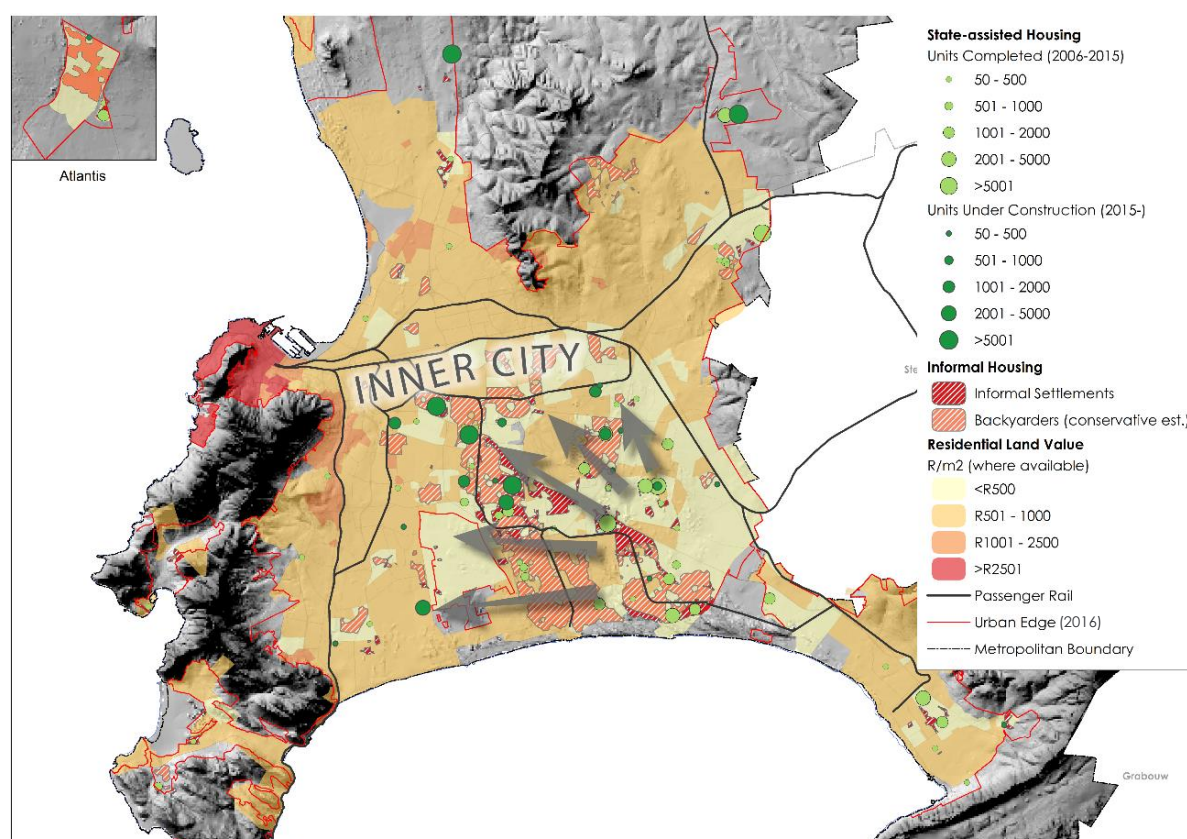 Atlantis
INNER CITY
Grabouw
State-assisted Housing
Units Completed (2006-2015)
50 - 500
501 - 1000
1001 - 2000
2001 - 5000
>5001
Units Under Construction (2015-)
50 - 500
501 - 1000
1001 - 2000
2001 - 5000
>5001
Informal Housing
Informal Settlements
Backyarders (conservative est.)
Residential Land Value
R/m2 (where available)
<R500
R501 - 1000
R1001 - 2500
>R2501
Passenger Rail
Urban Edge (2016)
Metropolitan Boundary